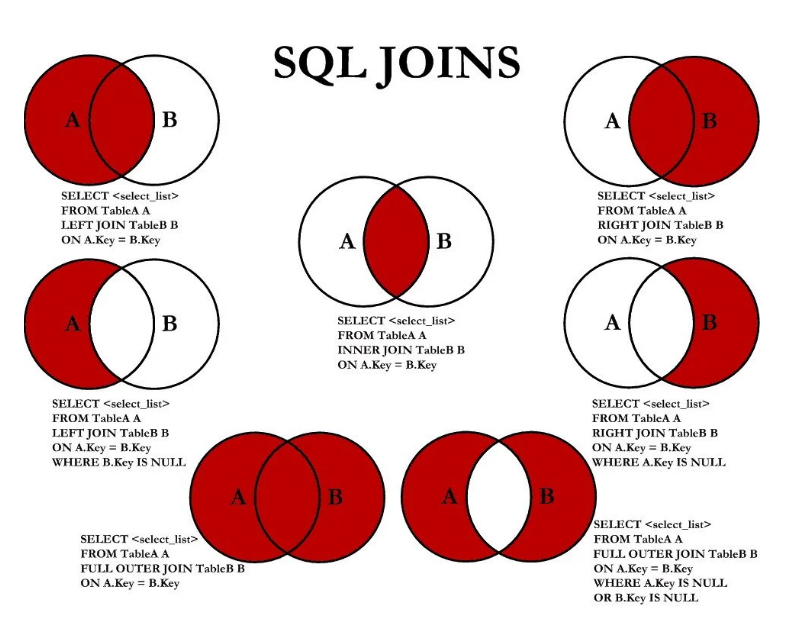 SQL JOINS
A B
SELECT <select_list>
FROM TableA A
LEFT JOIN TableB B
ON A.Key = B.Key
A B
SELECT <select_list>
FROM TableA A
RIGHT JOIN TableB B
ON A.Key = B.Key
A B
SELECT <select_list>
FROM TableA A
INNER JOIN TableB B
ON A.Key = B.Key
A B
SELECT <select_list>
FROM TableA A
LEFT JOIN TableB B
ON A.Key = B.Key
WHERE B.Key IS NULL
A B
SELECT <select_list>
FROM TableA A
RIGHT JOIN TableB B
ON A.Key = B.Key
WHERE A.Key IS NULL
A B
SELECT <select_list>
FROM TableA A
FULL OUTER JOIN TableB B
ON A.Key = B.Key
A B
SELECT <select_list>
FROM TableA A
FULL OUTER JOIN TableB B
ON A.Key = B.Key
WHERE A.Key IS NULL
OR B.Key IS NULL